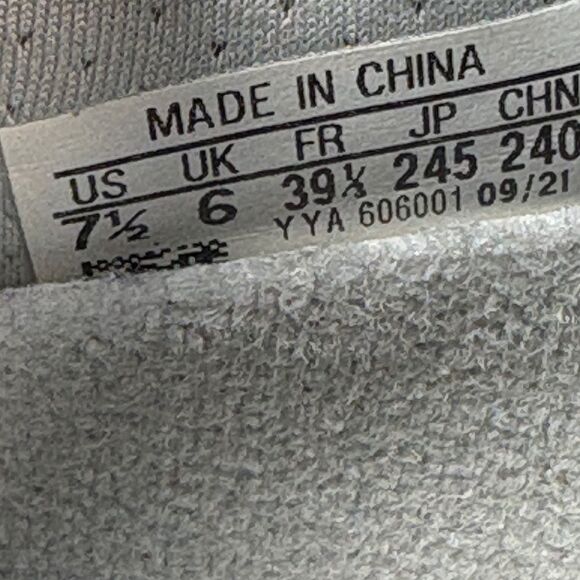 MADE IN CHINA
US UK FR JP CHN
7½ 6 39⅓ 245 240
YYA 606001 09/21